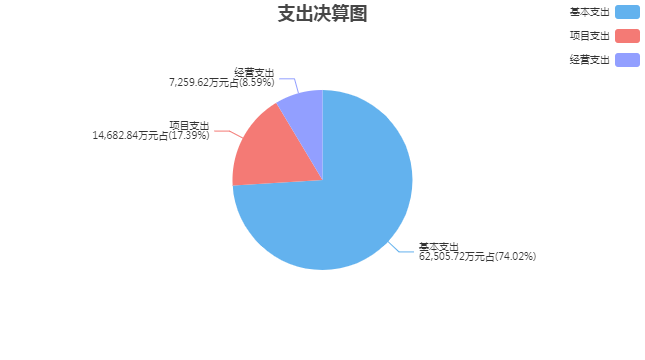 支出决算图
基本支出
项目支出
经营支出
经营支出
7,259.62万元占(8.59%)
项目支出
14,682.84万元占(17.39%)
基本支出
62,505.72万元占(74.02%)